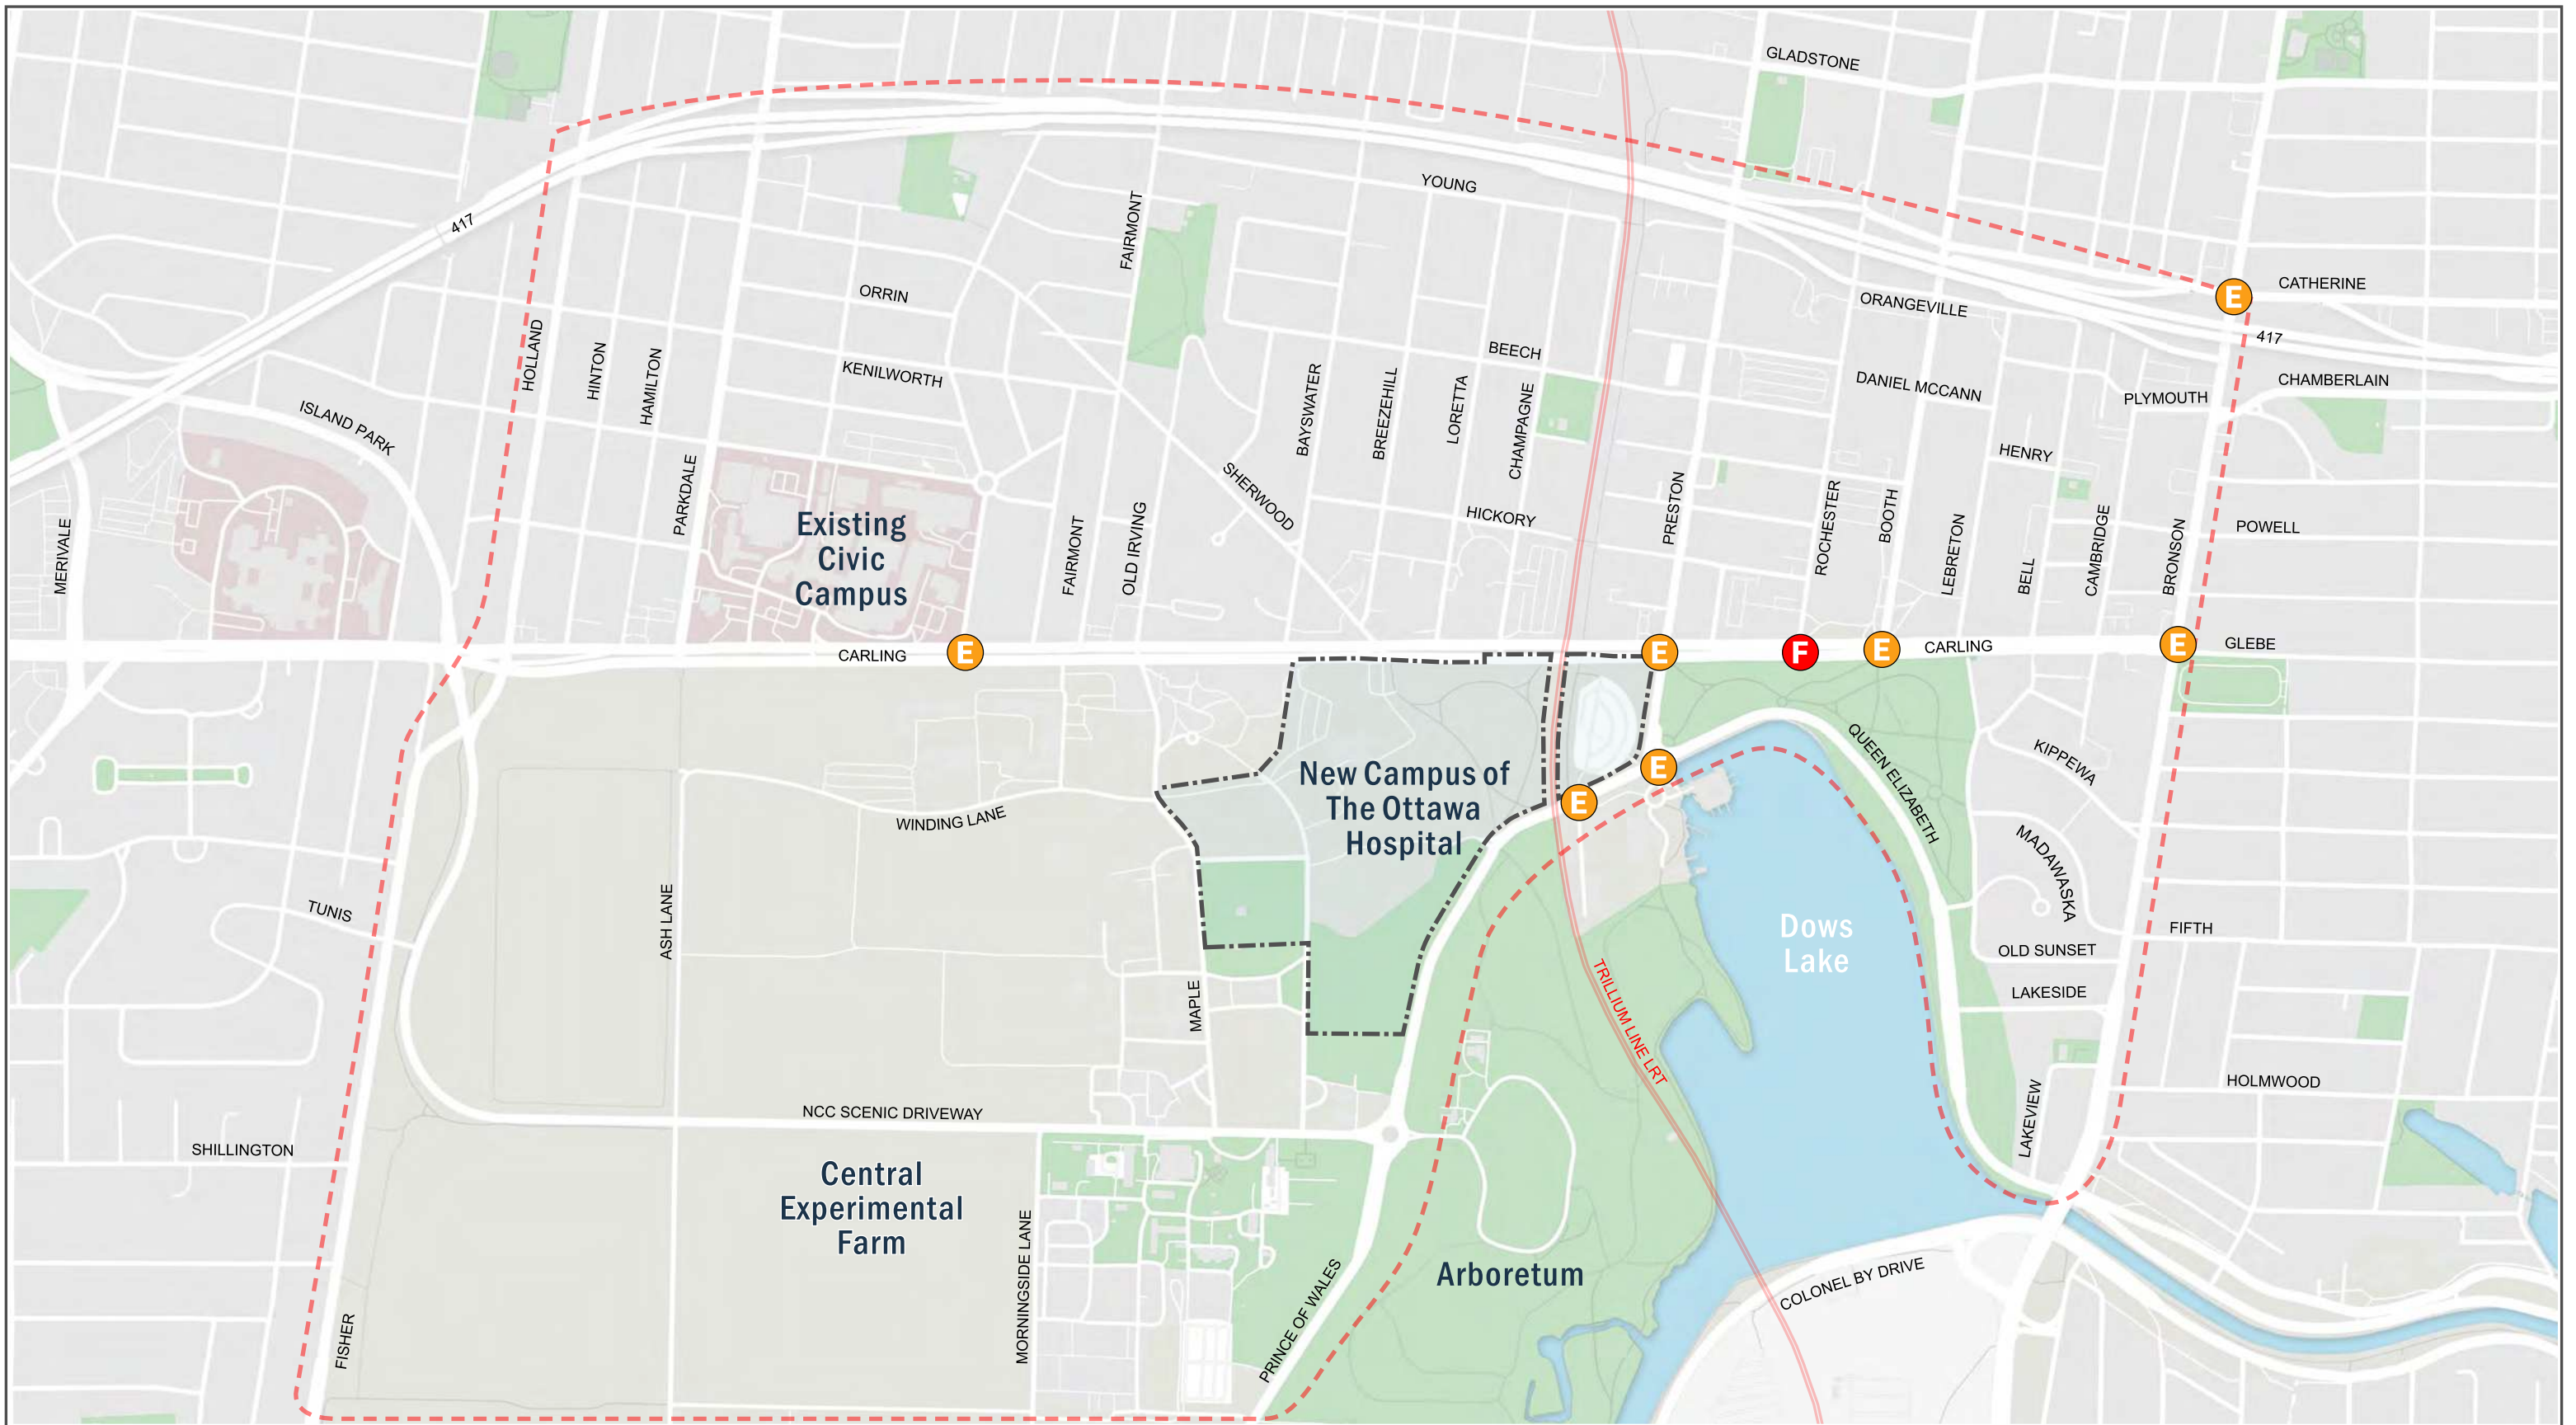 GLADSTONE
417
YOUNG
FAIRMONT
ORRIN
CATHERINE
E
ORANGEVILLE
417
HOLLAND
HINTON
HAMILTON
KENILWORTH
BEECH
BAYSWATER
BREEZEHILL
LORETTA
CHAMPAGNE
DANIEL MCCANN
PLYMOUTH
CHAMBERLAIN
ISLAND PARK
HENRY
PARKDALE
SHERWOOD
HICKORY
PRESTON
ROCHESTER
BOOTH
LEBRETON
BELL
CAMBRIDGE
BRONSON
POWELL
MERIVALE
Existing
Civic
Campus
FAIRMONT
OLD IRVING
CARLING
E
E
F
E
CARLING
E
GLEBE
QUEEN ELIZABETH
KIPPEWA
New Campus of
The Ottawa
Hospital
E
E
WINDING LANE
MADAWASKA
TUNIS
ASH LANE
Dows
Lake
FIFTH
OLD SUNSET
LAKESIDE
MAPLE
TRILLIUM LINE LRT
HOLMWOOD
LAKEVIEW
NCC SCENIC DRIVEWAY
SHILLINGTON
Central
Experimental
Farm
MORNINGSIDE LANE
PRINCE OF WALES
Arboretum
COLONEL BY DRIVE
FISHER